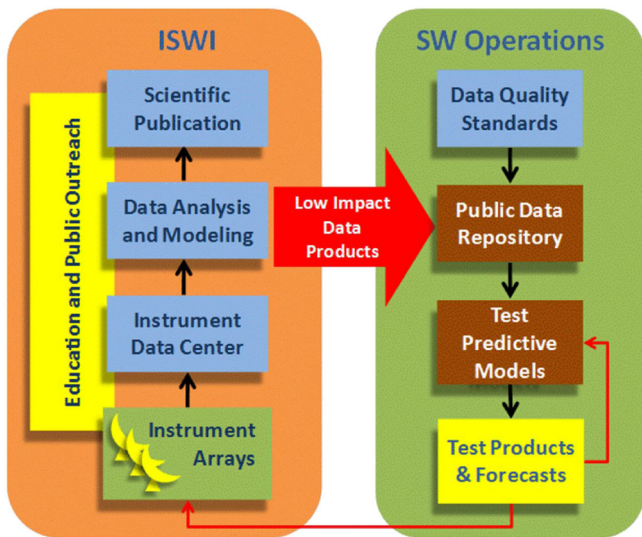 ISWI
Scientific
Publication
Data Analysis
and Modeling
Instrument
Data Center
Instrument
Arrays
Education and Public Outreach
Low Impact
Data
Products
SW Operations
Data Quality
Standards
Public Data
Repository
Test
Predictive
Models
Test Products
& Forecasts